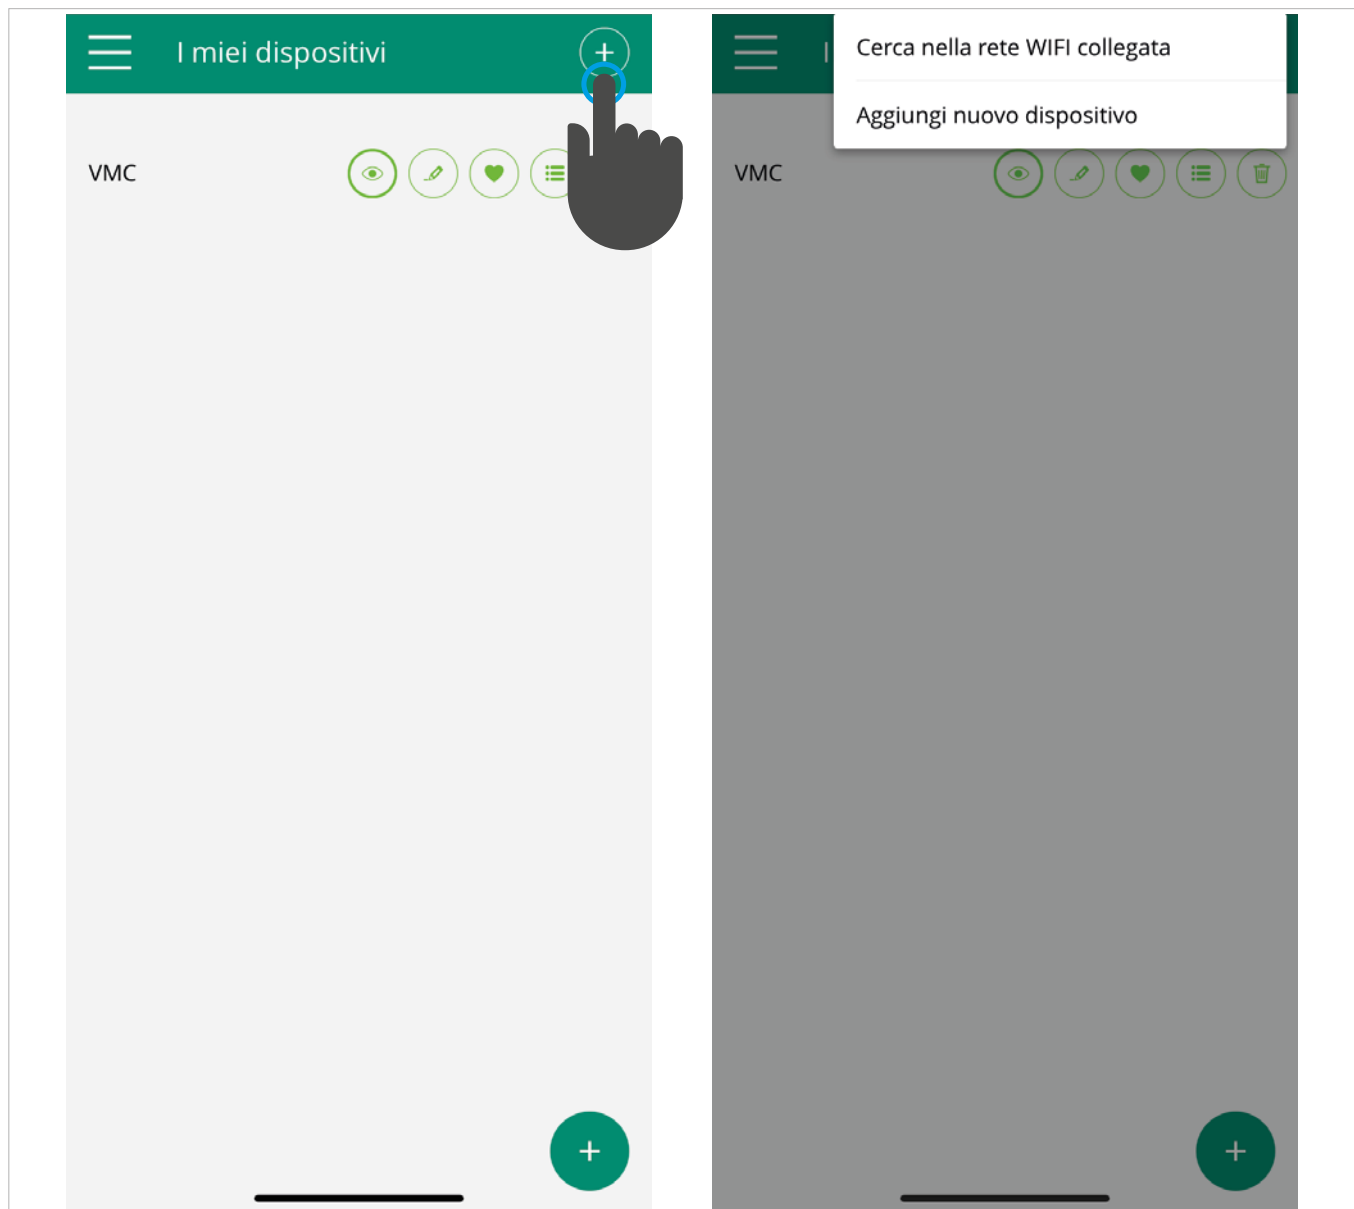 I miei dispositivi
VMC
I
Cerca nella rete WIFI collegata
Aggiungi nuovo dispositivo
VMC